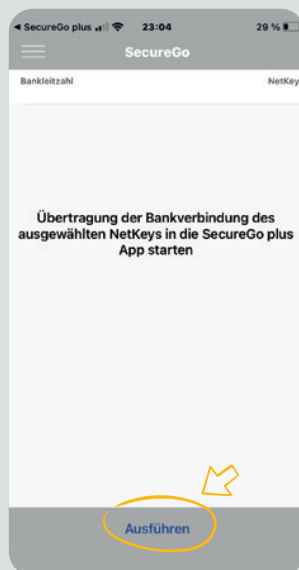 ◀ SecureGo plus 23:04 29 %
SecureGo
Bankleitzahl NetKey
Übertragung der Bankverbindung des
ausgewählten NetKeys in die SecureGo plus
App starten
Ausführen